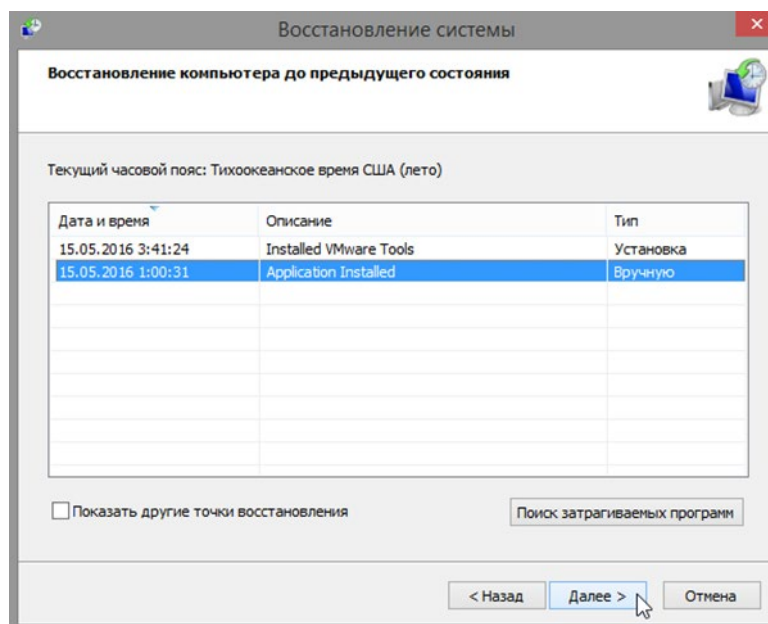 Восстановление системы
Восстановление компьютера до предыдущего состояния
Текущий часовой пояс: Тихоокеанское время США (лето)
Дата и время Описание Тип
15.05.2016 3:41:24 Installed VMware Tools Установка
15.05.2016 1:00:31 Application Installed Вручную
Показать другие точки восстановления Поиск затрагиваемых программ
< Назад Далее > Отмена